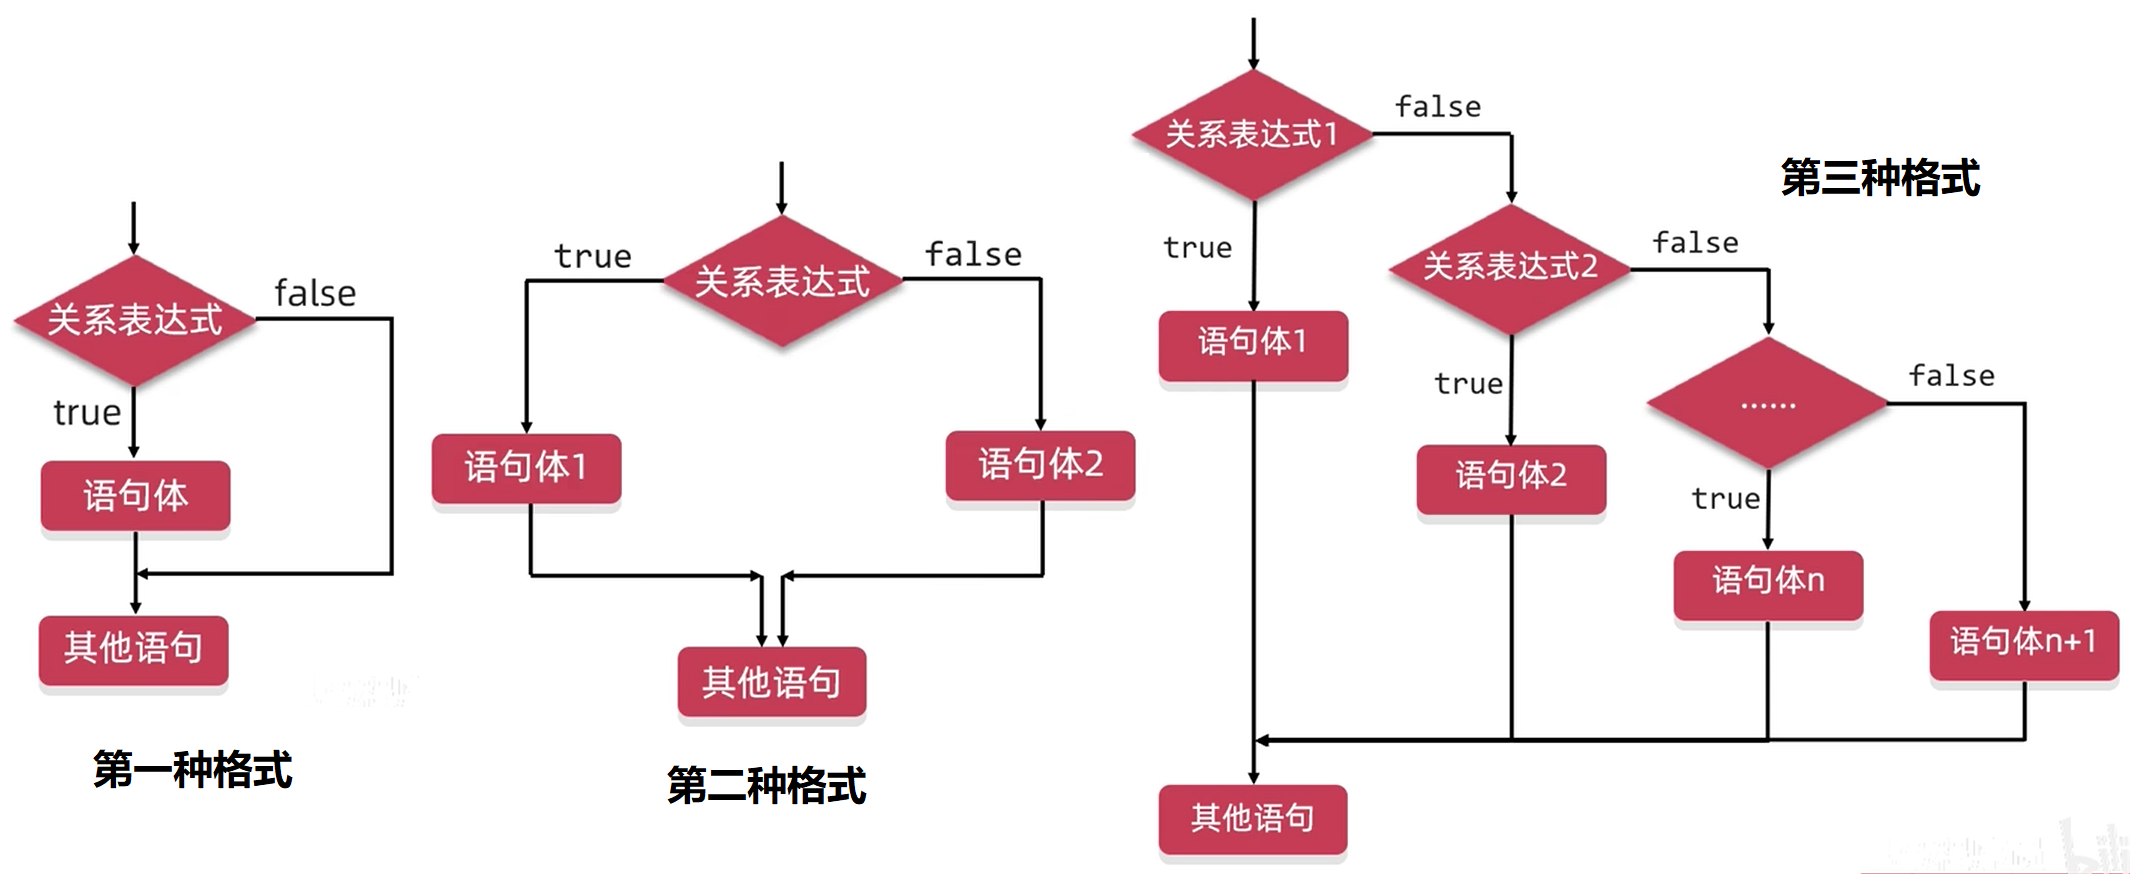 关系表达式
false
true
语句体
其他语句
第一种格式
true
关系表达式
false
语句体1
语句体2
其他语句
第二种格式
关系表达式1
false
true
第三种格式
语句体1
关系表达式2
false
true
语句体2
......
false
true
语句体n
语句体n+1
其他语句
bili